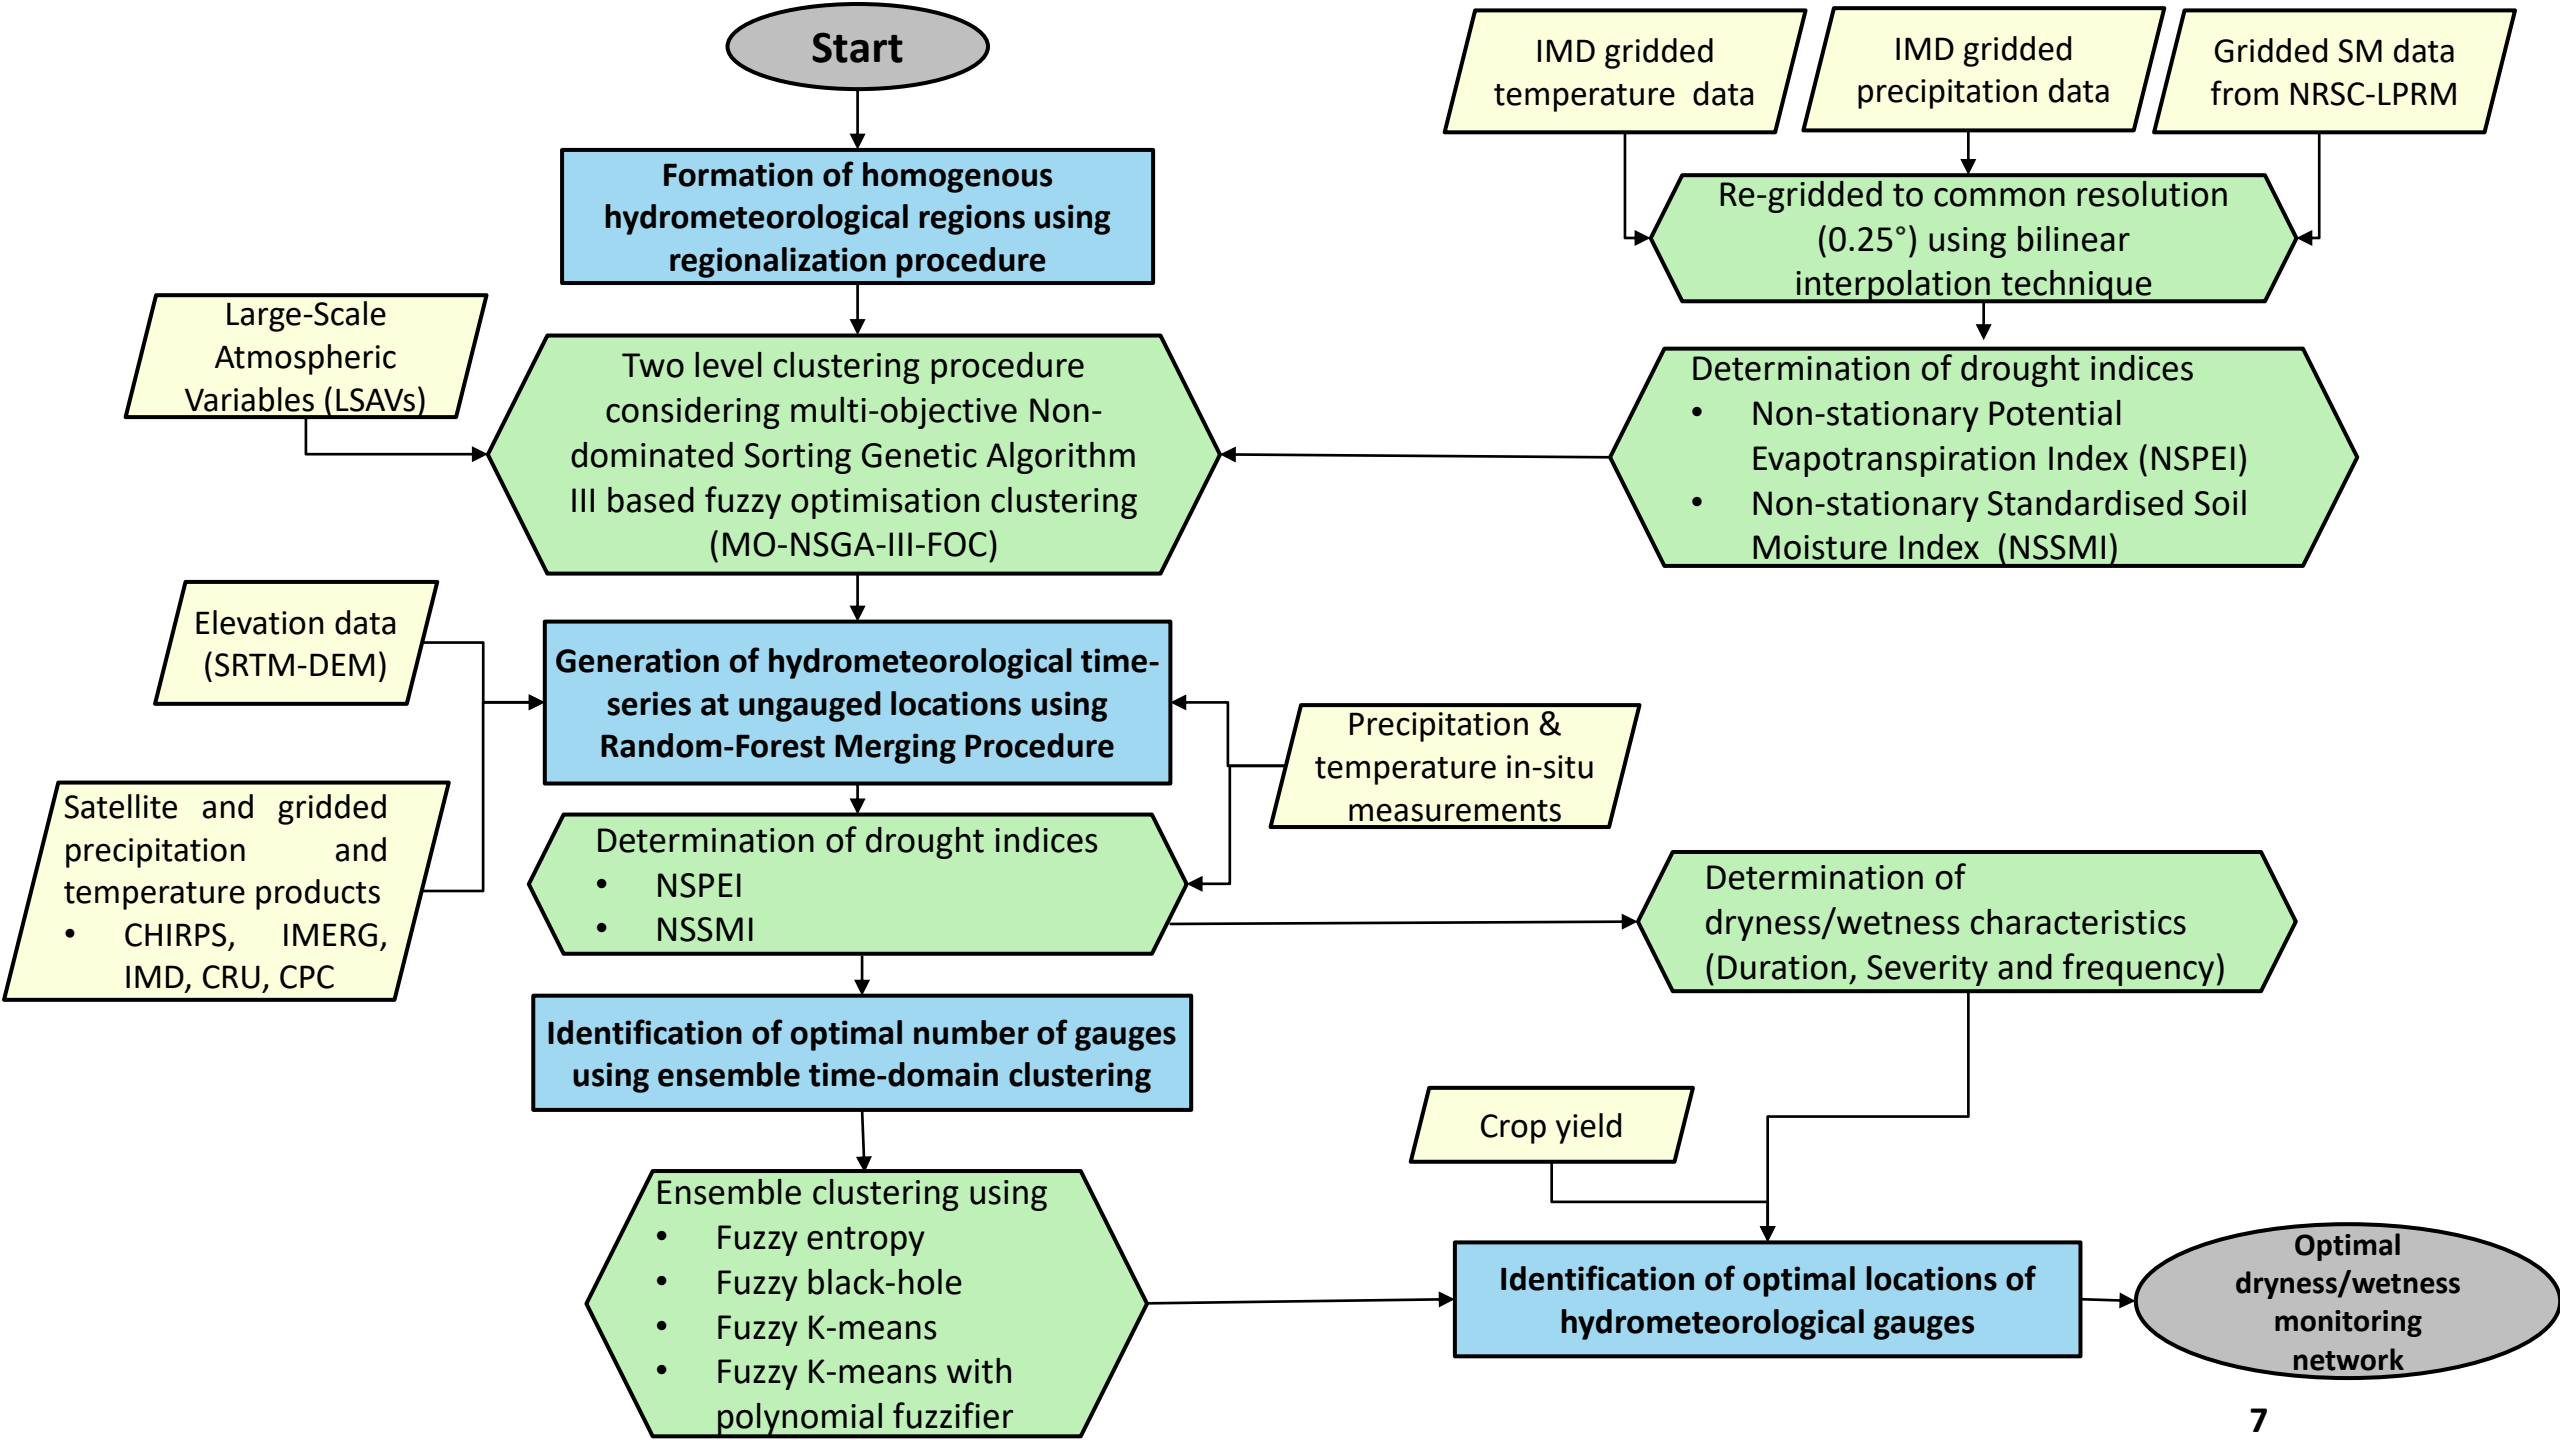 Start
IMD gridded
temperature data
IMD gridded
precipitation data
Gridded SM data
from NRSC-LPRM
Formation of homogenous
hydrometeorological regions using
regionalization procedure
Re-gridded to common resolution
(0.25°) using bilinear
interpolation technique
Large-Scale
Atmospheric
Variables (LSAVs)
Two level clustering procedure
considering multi-objective Non-
dominated Sorting Genetic Algorithm
III based fuzzy optimisation clustering
(MO-NSGA-III-FOC)
Determination of drought indices
• Non-stationary Potential
Evapotranspiration Index (NSPEI)
• Non-stationary Standardised Soil
Moisture Index (NSSMI)
Elevation data
(SRTM-DEM)
Generation of hydrometeorological time-
series at ungauged locations using
Random-Forest Merging Procedure
Precipitation &
temperature in-situ
measurements
Satellite and gridded
precipitation and
temperature products
• CHIRPS, IMERG,
IMD, CRU, CPC
Determination of drought indices
• NSPEI
• NSSMI
Determination of
dryness/wetness characteristics
(Duration, Severity and frequency)
Identification of optimal number of gauges
using ensemble time-domain clustering
Crop yield
Ensemble clustering using
• Fuzzy entropy
• Fuzzy black-hole
• Fuzzy K-means
• Fuzzy K-means with
polynomial fuzzifier
Identification of optimal locations of
hydrometeorological gauges
Optimal
dryness/wetness
monitoring
network
7